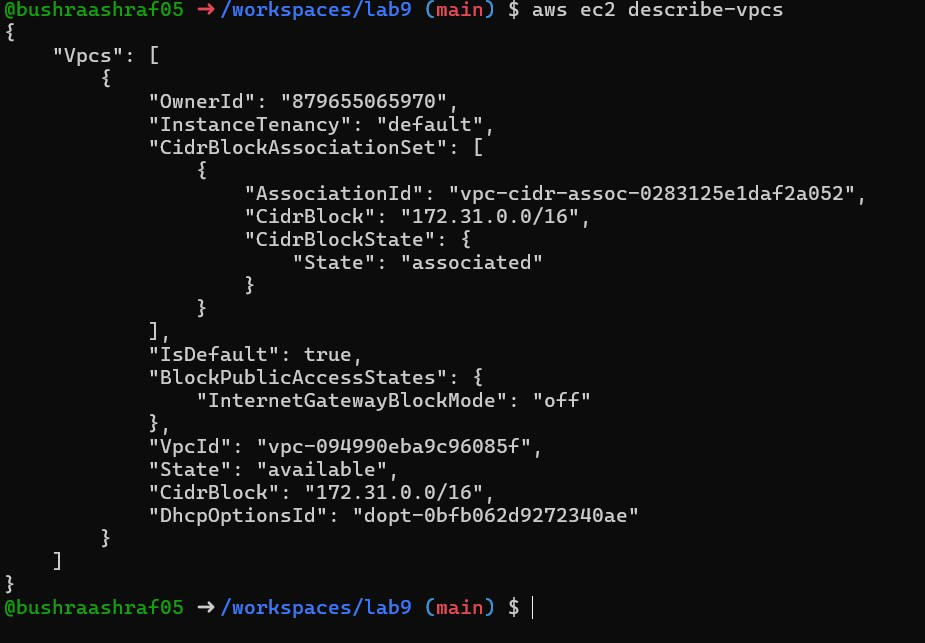 @bushraashraf05 ➜ /workspaces/lab9 (main) $ aws ec2 describe-vpcs
{
    "Vpcs": [
        {
            "OwnerId": "879655065970",
            "InstanceTenancy": "default",
            "CidrBlockAssociationSet": [
                {
                    "AssociationId": "vpc-cidr-assoc-0283125e1daf2a052",
                    "CidrBlock": "172.31.0.0/16",
                    "CidrBlockState": {
                        "State": "associated"
                    }
                }
            ],
            "IsDefault": true,
            "BlockPublicAccessStates": {
                "InternetGatewayBlockMode": "off"
            },
            "VpcId": "vpc-094990eba9c96085f",
            "State": "available",
            "CidrBlock": "172.31.0.0/16",
            "DhcpOptionsId": "dopt-0bfb062d9272340ae"
        }
    ]
}
@bushraashraf05 ➜ /workspaces/lab9 (main) $